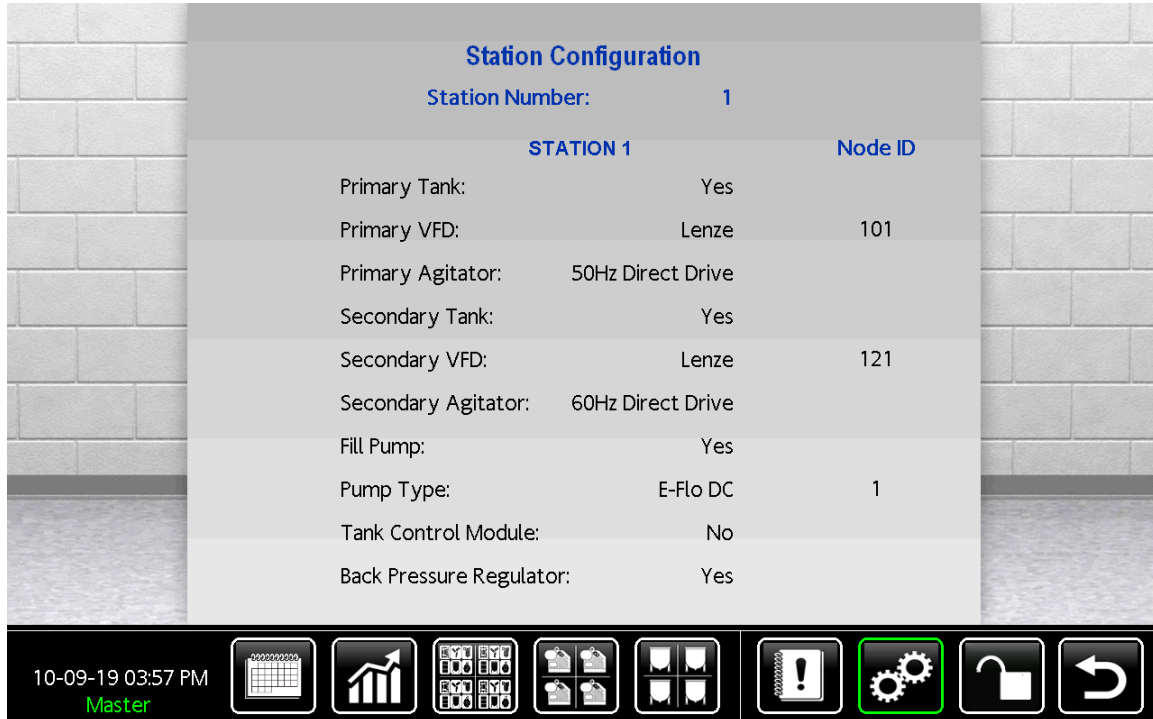 Station Configuration
Station Number: 1
STATION 1 Node ID
Primary Tank: Yes
Primary VFD: Lenze 101
Primary Agitator: 50Hz Direct Drive
Secondary Tank: Yes
Secondary VFD: Lenze 121
Secondary Agitator: 60Hz Direct Drive
Fill Pump: Yes
Pump Type: E-Flo DC 1
Tank Control Module: No
Back Pressure Regulator: Yes
10-09-19 03:57 PM
Master